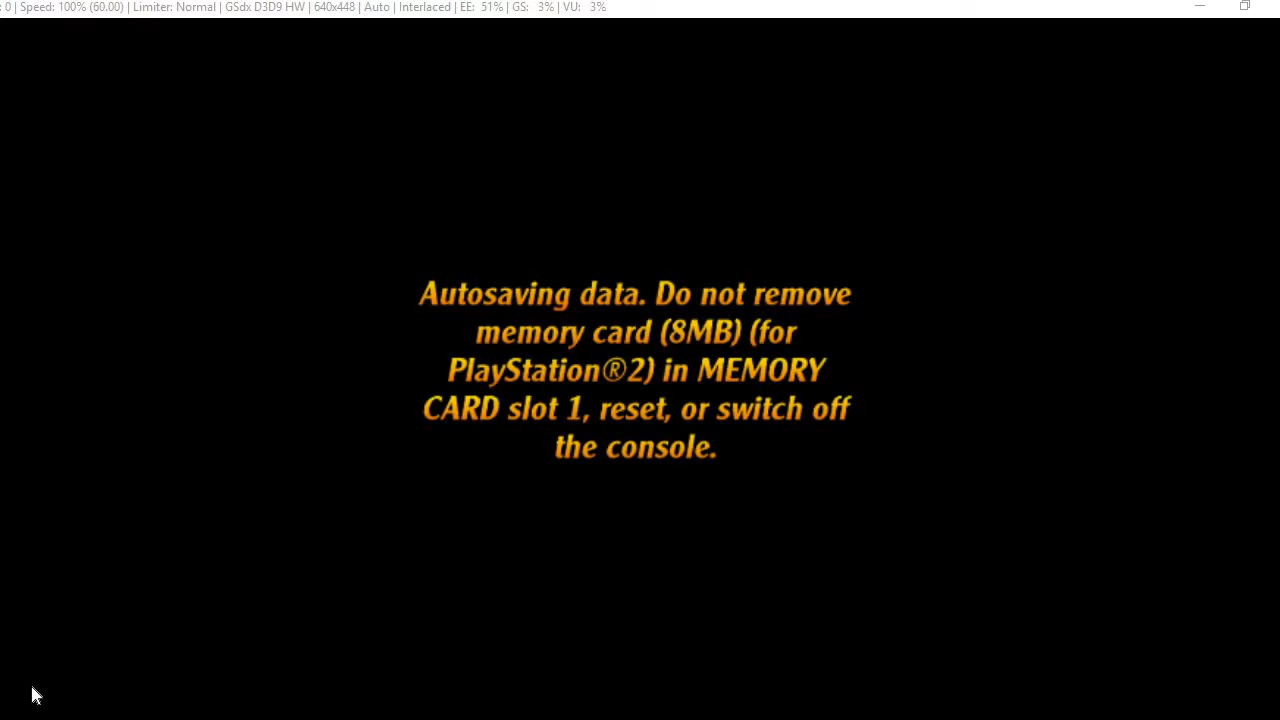 : 0 | Speed: 100% (60.00) | Limiter: Normal | GSdx D3D9 HW | 640x448 | Auto | Interlaced | EE: 51% | GS: 3% | VU: 3%
Autosaving data. Do not remove
memory card (8MB) (for
PlayStation®2) in MEMORY
CARD slot 1, reset, or switch off
the console.